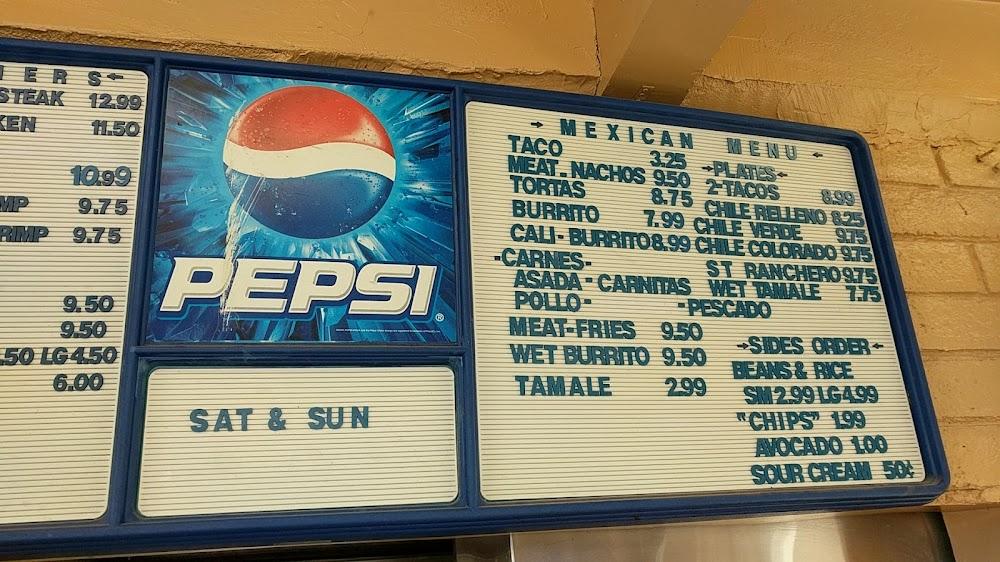 ERS←
STEAK 12.99
KEN 11.50
10.99
MP 9.75
RIMP 9.75
9.50
9.50
.50 LG 4.50
6.00
PEPSI®
SAT & SUN
→ MEXICAN MENU ←
TACO 3.25
MEAT. NACHOS 9.50
TORTAS 8.75
BURRITO 7.99
CALI-BURRITO 8.99
-CARNES-
ASADA - CARNITAS
POLLO - -PESCADO
MEAT-FRIES 9.50
WET BURRITO 9.50
TAMALE 2.99
→PLATES←
2-TACOS 8.99
CHILE RELLENO 8.25
CHILE VERDE 9.75
CHILE COLORADO 9.75
ST RANCHERO 9.75
WET TAMALE 7.75
→SIDES ORDER←
BEANS & RICE
SM 2.99 LG 4.99
"CHIPS" 1.99
AVOCADO 1.00
SOUR CREAM 50¢